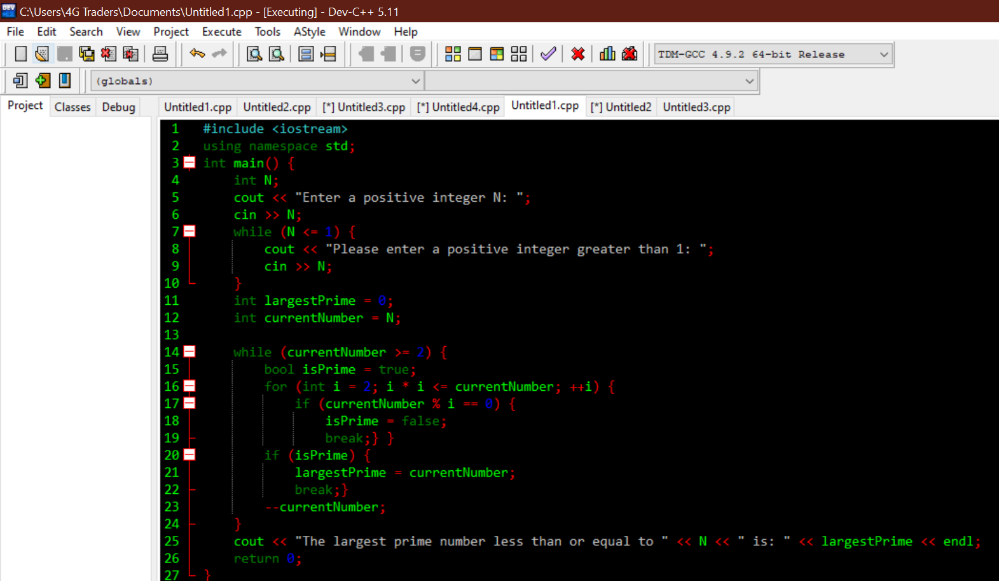 C:\Users\4G Traders\Documents\Untitled1.cpp - [Executing] - Dev-C++ 5.11
File Edit Search View Project Execute Tools AStyle Window Help
TDM-GCC 4.9.2 64-bit Release
(globals)
Project Classes Debug Untitled1.cpp Untitled2.cpp [*] Untitled3.cpp [*] Untitled4.cpp Untitled1.cpp [*] Untitled2 Untitled3.cpp
1 #include <iostream>
2 using namespace std;
3 int main() {
4 int N;
5 cout << "Enter a positive integer N: ";
6 cin >> N;
7 while (N <= 1) {
8 cout << "Please enter a positive integer greater than 1: ";
9 cin >> N;
10 }
11 int largestPrime = 0;
12 int currentNumber = N;
13
14 while (currentNumber >= 2) {
15 bool isPrime = true;
16 for (int i = 2; i * i <= currentNumber; ++i) {
17 if (currentNumber % i == 0) {
18 isPrime = false;
19 break;} }
20 if (isPrime) {
21 largestPrime = currentNumber;
22 break;}
23 --currentNumber;
24 }
25 cout << "The largest prime number less than or equal to " << N << " is: " << largestPrime << endl;
26 return 0;
27 }